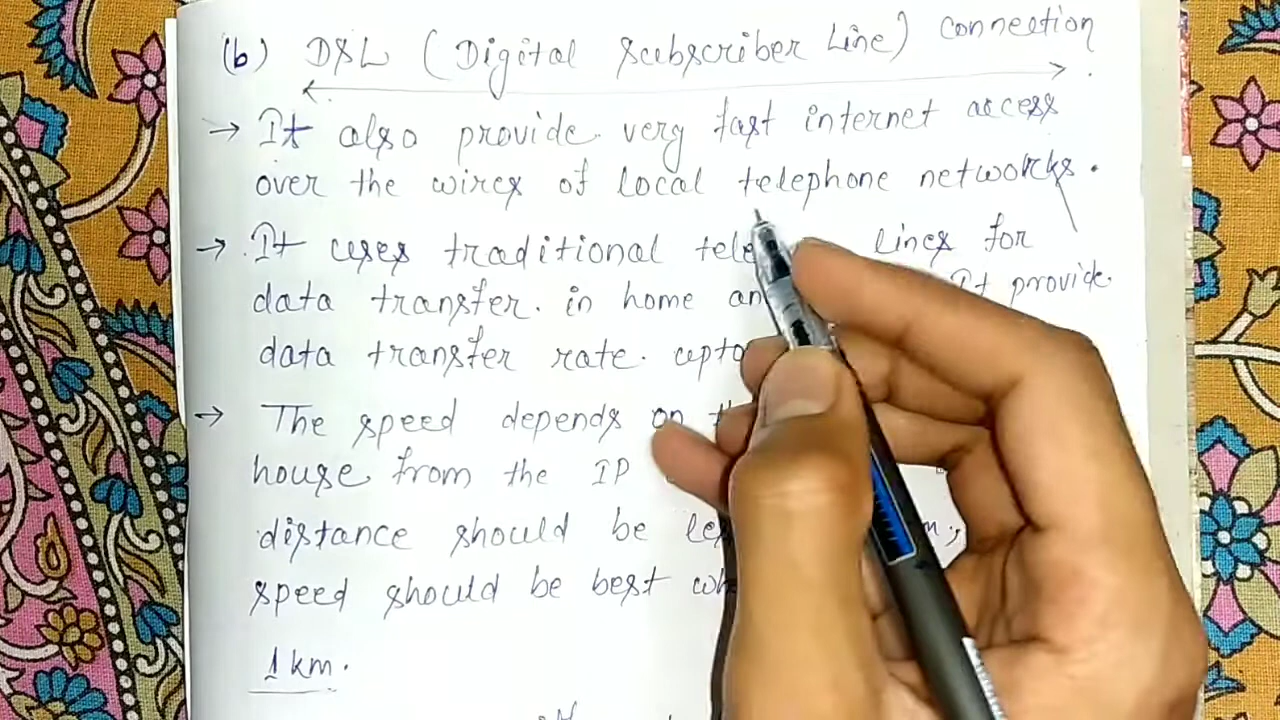 (b) DSL (Digital subscriber Line) connection
→ It also provide very fast internet access
over the wires of local telephone networks.
→ It uses traditional lines for
data transfer. in home It provide
data transfer rate. upto
→ The speed depends on
house from the IP
distance should be
speed should be best
1 km.